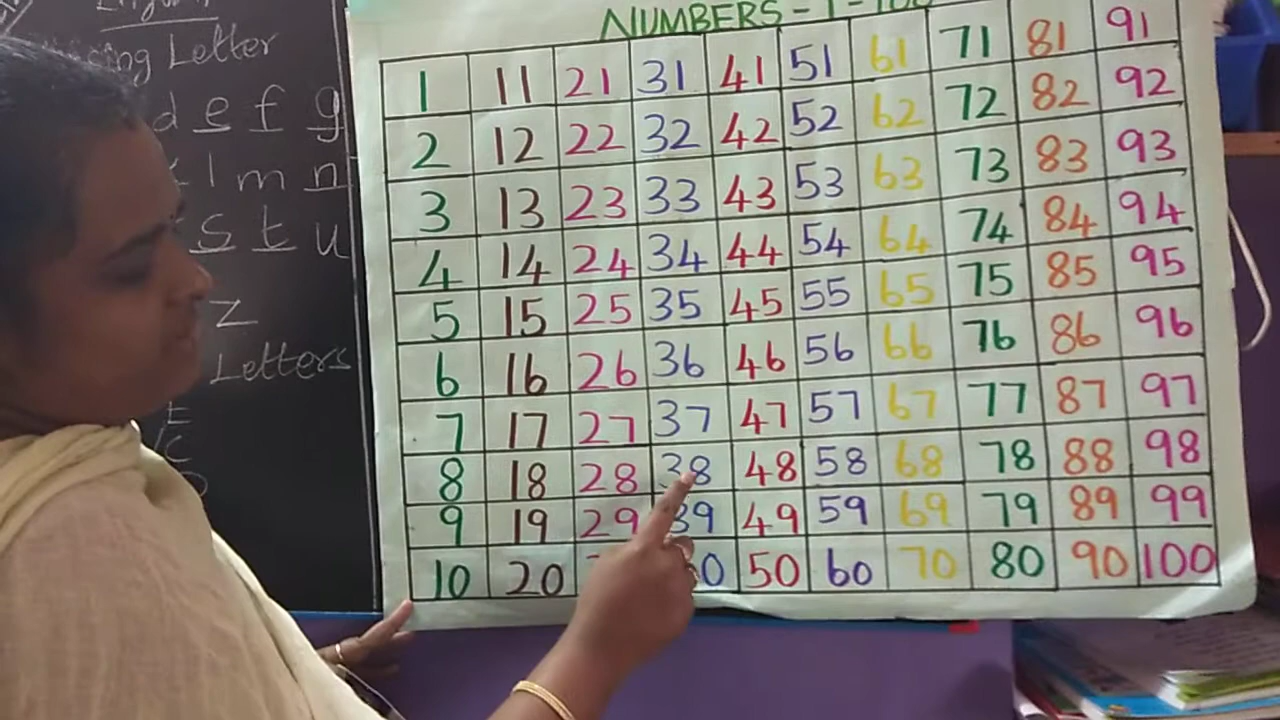 Letter
d e f g
l m n
s t u
z
Letters
E
C
NUMBERS - 1 - 100
1 11 21 31 41 51 61 71 81 91
2 12 22 32 42 52 62 72 82 92
3 13 23 33 43 53 63 73 83 93
4 14 24 34 44 54 64 74 84 94
5 15 25 35 45 55 65 75 85 95
6 16 26 36 46 56 66 76 86 96
7 17 27 37 47 57 67 77 87 97
8 18 28 38 48 58 68 78 88 98
9 19 29 39 49 59 69 79 89 99
10 20 50 60 70 80 90 100